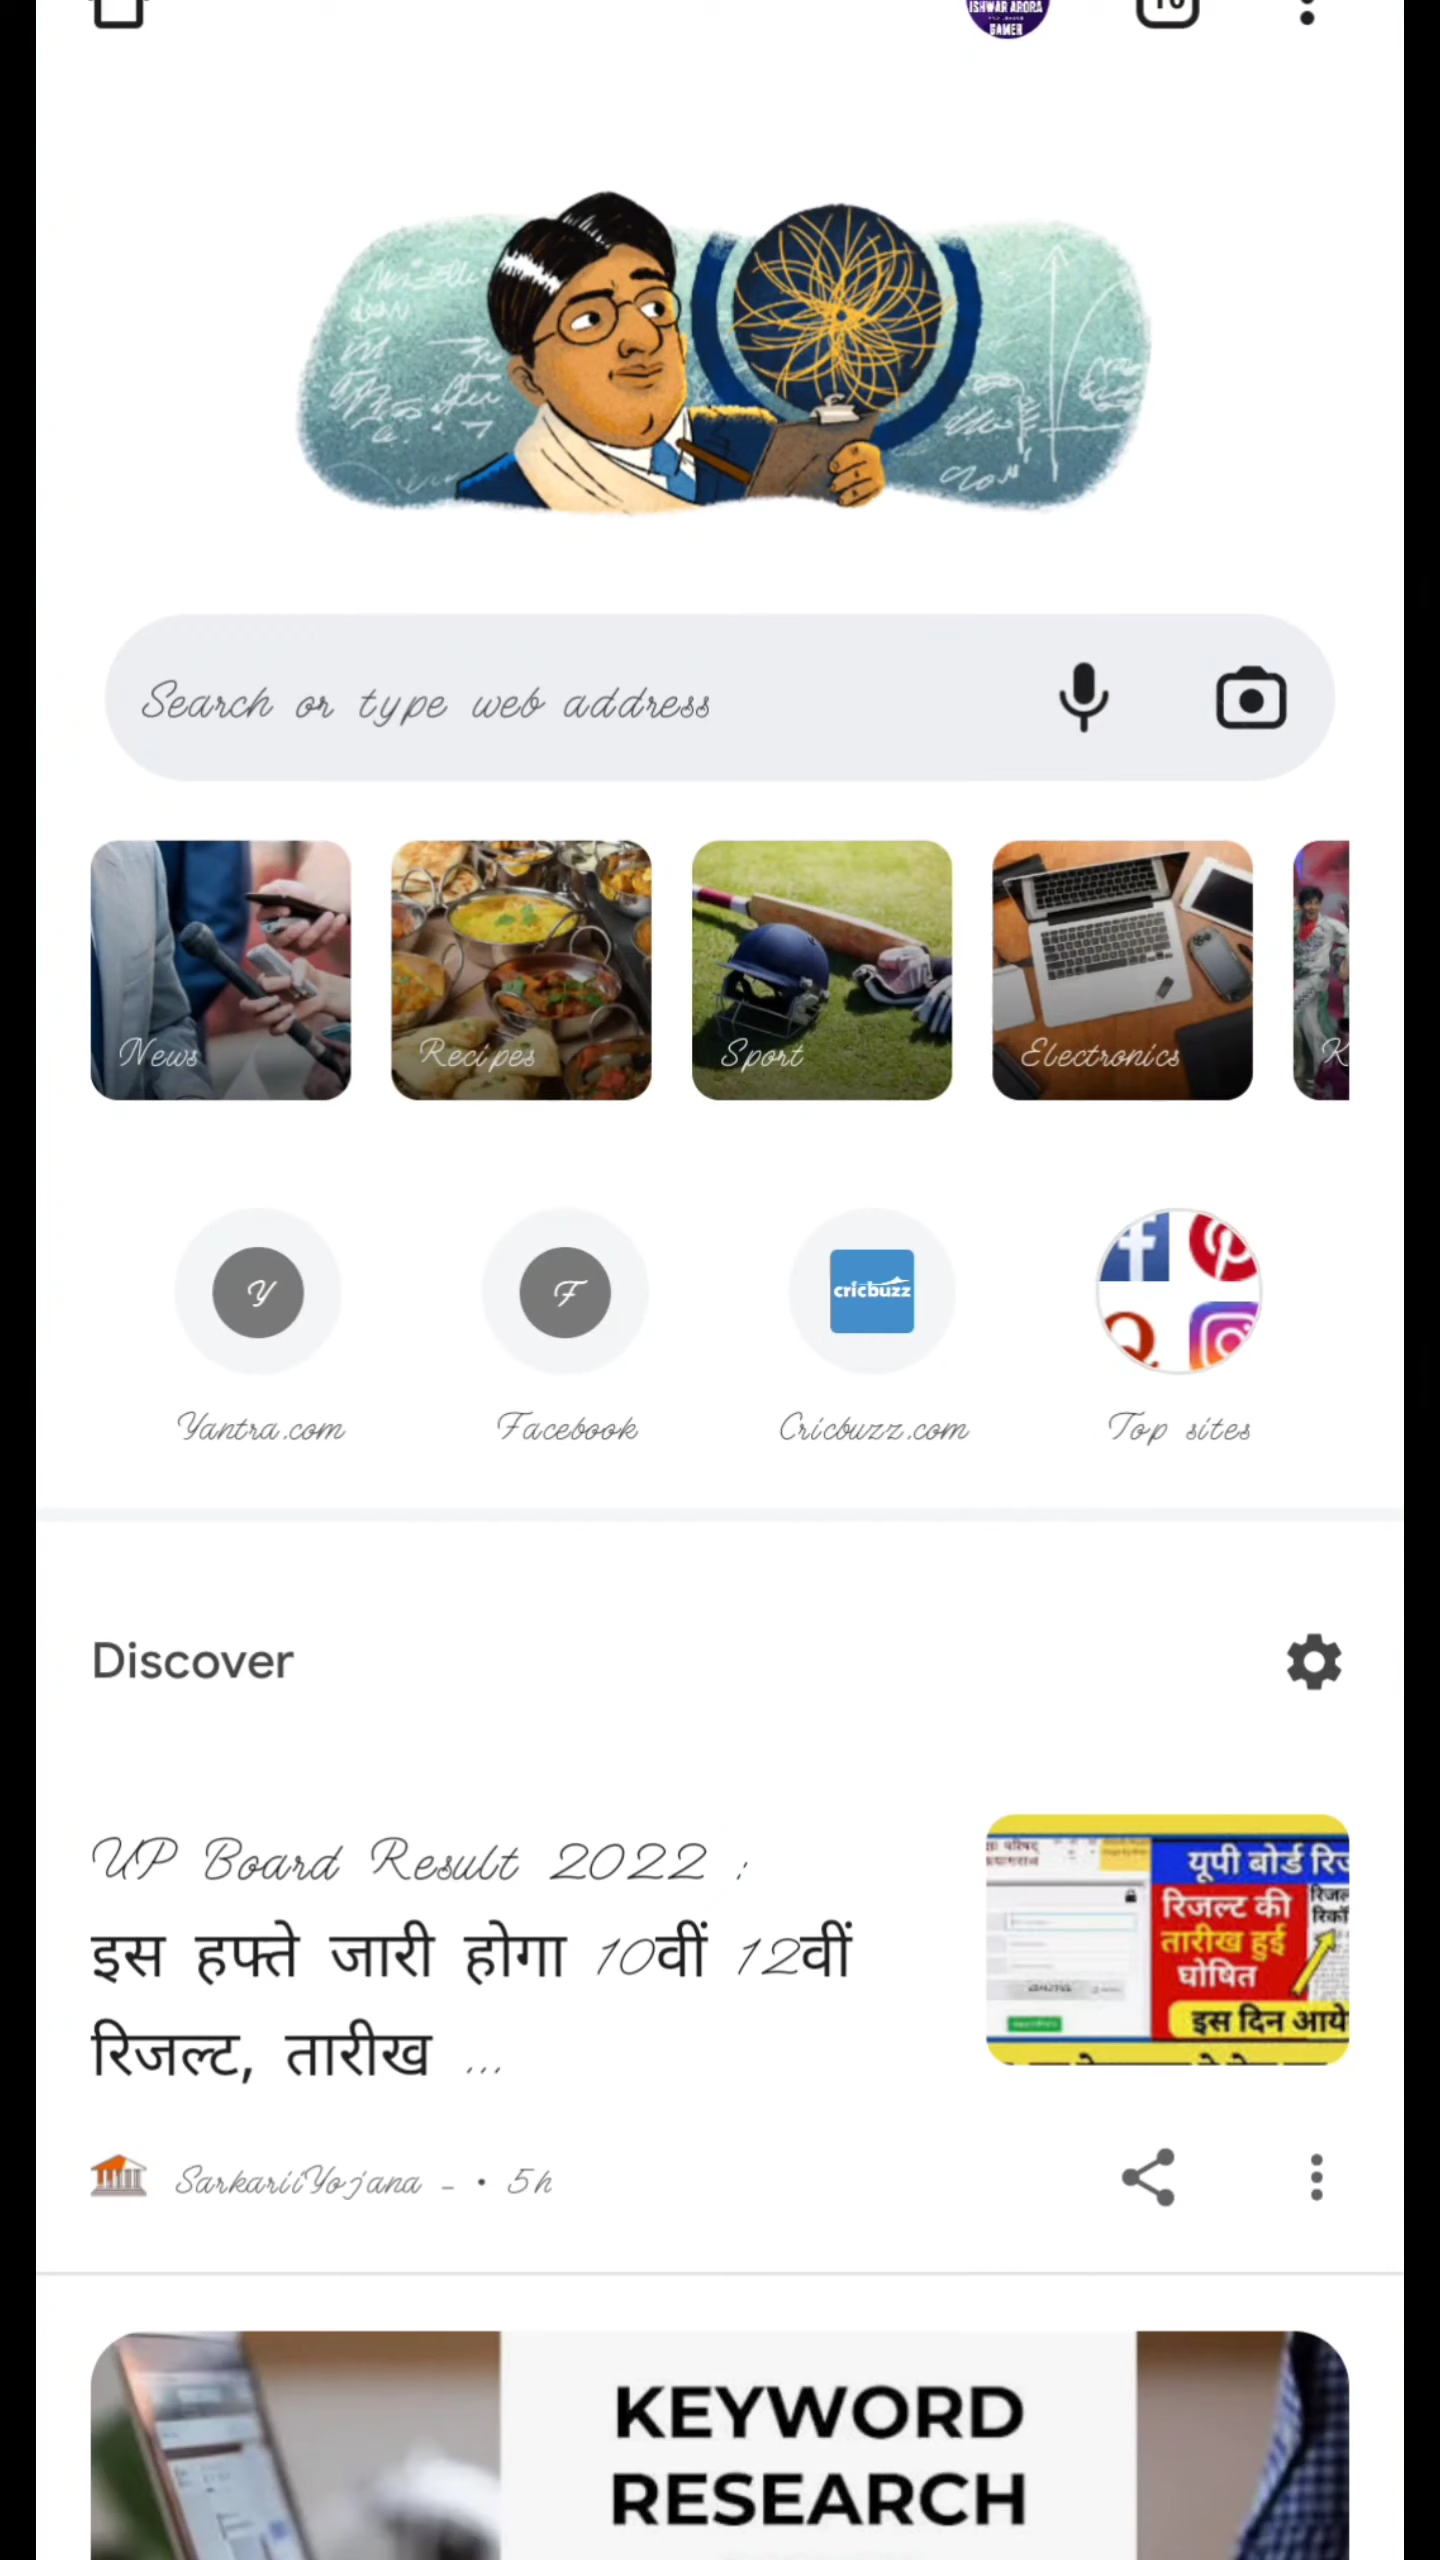 ISHWAR ARORA
GAMER
Search or type web address
News
Recipes
Sport
Electronics
Y
F
cricbuzz
Yantra.com
Facebook
Cricbuzz.com
Top sites
Discover
UP Board Result 2022 :
इस हफ्ते जारी होगा 10वीं 12वीं
रिजल्ट, तारीख ...
यूपी बोर्ड
रिजल्ट की
तारीख हुई
घोषित
इस दिन आये
SarkariiYojana - • 5h
KEYWORD
RESEARCH